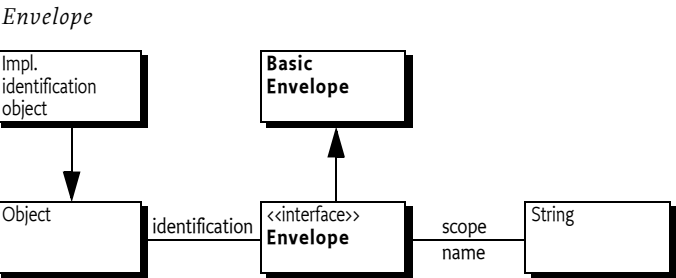 Envelope
Impl.
identification
object
Basic
Envelope
Object
identification
<<interface>>
Envelope
scope
name
String